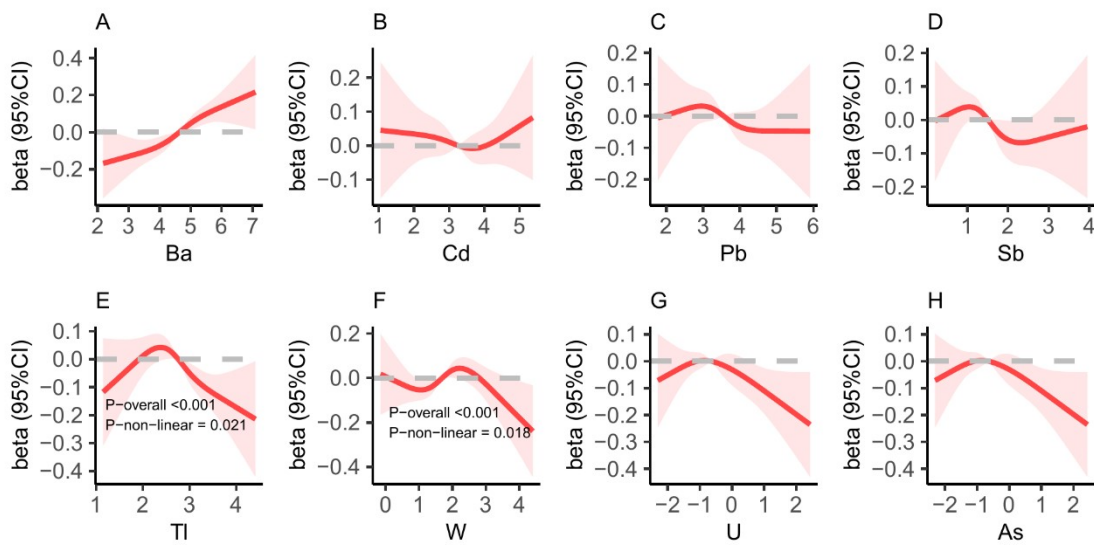 A
B
C
D
beta (95%CI)
0.4
0.2
0.0
−0.2
2 3 4 5 6 7
Ba
beta (95%CI)
0.2
0.1
0.0
−0.1
1 2 3 4 5
Cd
beta (95%CI)
0.2
0.1
0.0
−0.1
−0.2
2 3 4 5 6
Pb
beta (95%CI)
0.2
0.1
0.0
−0.1
−0.2
1 2 3 4
Sb
E
F
G
H
beta (95%CI)
0.1
0.0
−0.1
−0.2
−0.3
−0.4
P−overall <0.001
P−non−linear = 0.021
1 2 3 4
Tl
beta (95%CI)
0.2
0.0
−0.2
−0.4
P−overall <0.001
P−non−linear = 0.018
0 1 2 3 4
W
beta (95%CI)
0.1
0.0
−0.1
−0.2
−0.3
−0.4
−2 −1 0 1 2
U
beta (95%CI)
0.1
0.0
−0.1
−0.2
−0.3
−0.4
−2 −1 0 1 2
As